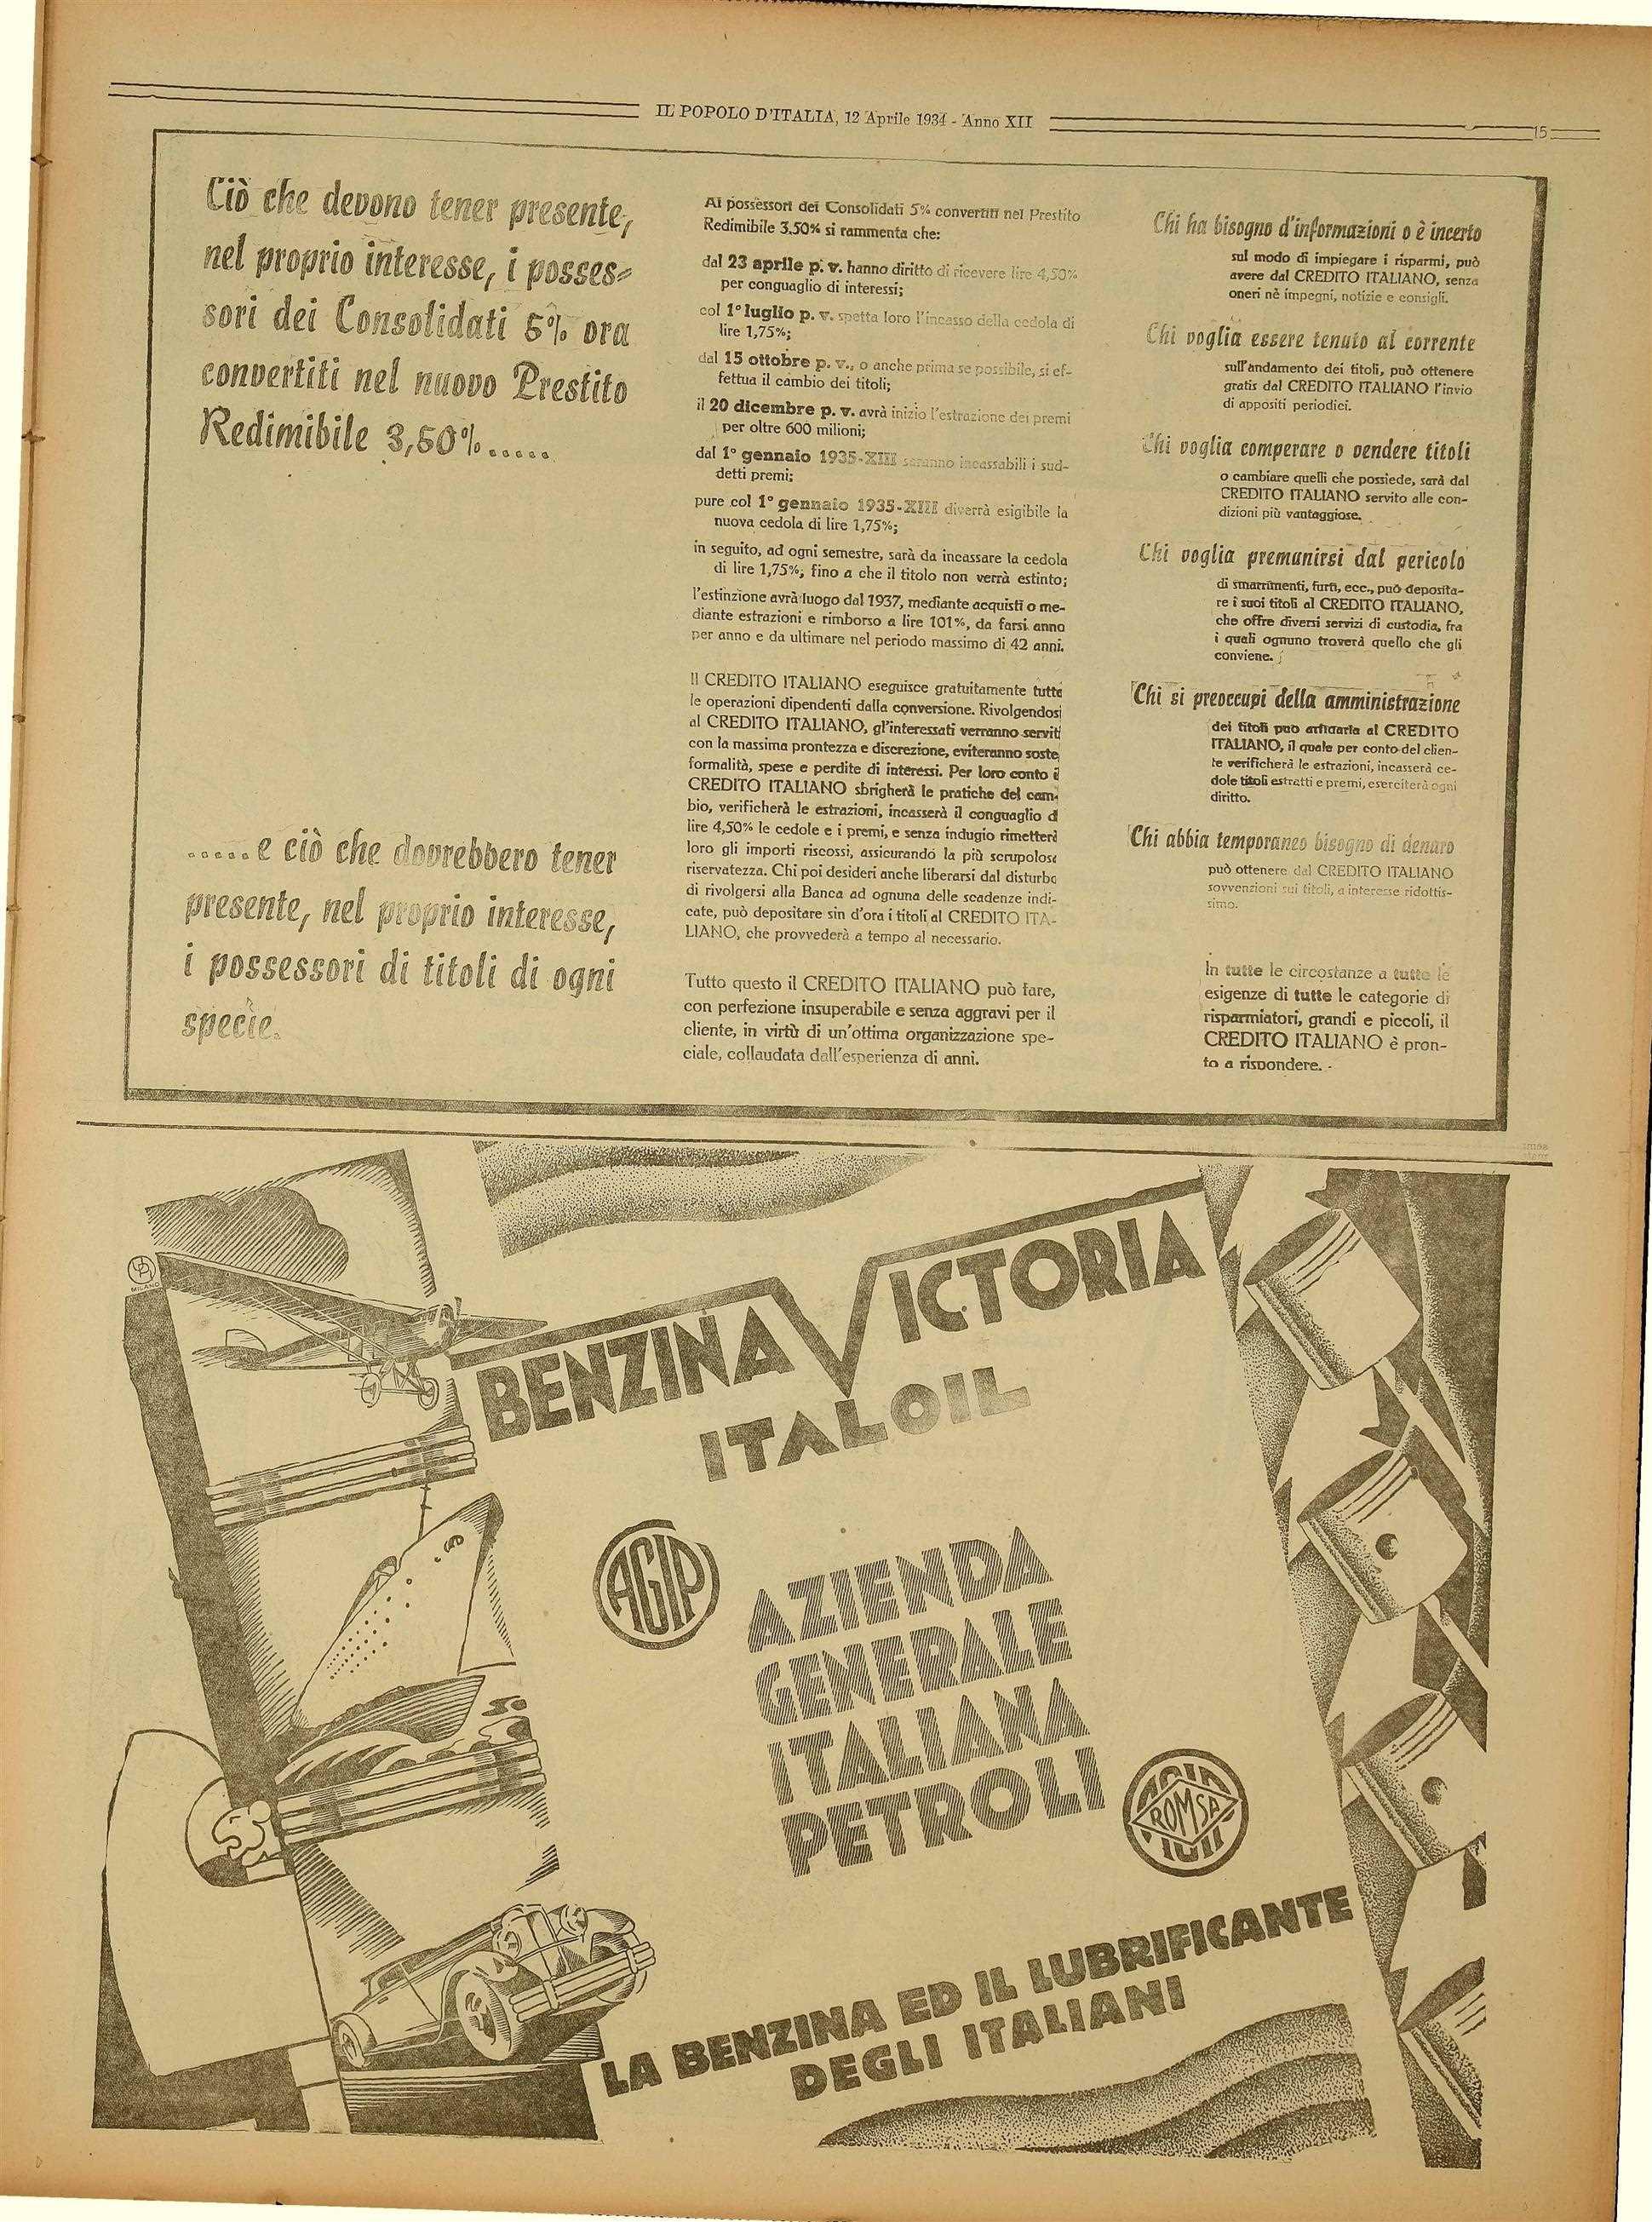 IL POPOLO D'ITALIA, 12 Aprile 1934 - Anno XII
15
Ciò che devono tener presente,
nel proprio interesse, i posses-
sori dei Consolidati 5% ora
convertiti nel nuovo Prestito
Redimibile 3,50%.....
.....e ciò che dovrebbero tener
presente, nel proprio interesse,
i possessori di titoli di ogni
specie.
Ai possessori dei Consolidati 5% convertiti nel Prestito
Redimibile 3.50% si rammenta che:
dal 23 aprile p. v. hanno diritto di ricevere lire 4,50%
per conguaglio di interessi;
col 1° luglio p. v. spetta loro l'incasso della cedola di
lire 1,75%;
dal 15 ottobre p. v., o anche prima se possibile, si ef-
fettua il cambio dei titoli;
il 20 dicembre p. v. avrà inizio l'estrazione dei premi
per oltre 600 milioni;
dal 1° gennaio 1935-XIII saranno incassabili i sud-
detti premi;
pure col 1° gennaio 1935-XIII diverrà esigibile la
nuova cedola di lire 1,75%;
in seguito, ad ogni semestre, sarà da incassare la cedola
di lire 1,75%, fino a che il titolo non verrà estinto;
l'estinzione avrà luogo dal 1937, mediante acquisti o me-
diante estrazioni e rimborso a lire 101%, da farsi anno
per anno e da ultimare nel periodo massimo di 42 anni.
Il CREDITO ITALIANO eseguisce gratuitamente tutte
le operazioni dipendenti dalla conversione. Rivolgendosi
al CREDITO ITALIANO, gl'interessati verranno serviti
con la massima prontezza e discrezione, eviteranno soste
formalità, spese e perdite di interessi. Per loro conto il
CREDITO ITALIANO sbrigherà le pratiche del cam-
bio, verificherà le estrazioni, incasserà il conguaglio di
lire 4,50% le cedole e i premi, e senza indugio rimetterà
loro gli importi riscossi, assicurando la più scrupolosa
riservatezza. Chi poi desideri anche liberarsi dal disturbo
di rivolgersi alla Banca ad ognuna delle scadenze indi-
cate, può depositare sin d'ora i titoli al CREDITO ITA-
LIANO, che provvederà a tempo al necessario.
Tutto questo il CREDITO ITALIANO può fare,
con perfezione insuperabile e senza aggravi per il
cliente, in virtù di un'ottima organizzazione spe-
ciale, collaudata dall'esperienza di anni.
Chi ha bisogno d'informazioni o è incerto
sul modo di impiegare i risparmi, può
avere dal CREDITO ITALIANO, senza
oneri nè impegni, notizie e consigli.
Chi voglia essere tenuto al corrente
sull'andamento dei titoli, può ottenere
gratis dal CREDITO ITALIANO l'invio
di appositi periodici.
Chi voglia comperare o vendere titoli
o cambiare quelli che possiede, sarà dal
CREDITO ITALIANO servito alle con-
dizioni più vantaggiose.
Chi voglia premunirsi dal pericolo
di smarrimenti, furti, ecc., può deposita-
re i suoi titoli al CREDITO ITALIANO,
che offre diversi servizi di custodia, fra
i quali ognuno troverà quello che gli
conviene.
Chi si preoccupi della amministrazione
dei titoli può affidarla al CREDITO
ITALIANO, il quale per conto del clien-
te verificherà le estrazioni, incasserà ce-
dole titoli estratti e premi, eserciterà ogni
diritto.
Chi abbia temporaneo bisogno di denaro
può ottenere dal CREDITO ITALIANO
sovvenzioni sui titoli, a interesse ridottis-
simo.
In tutte le circostanze a tutte le
esigenze di tutte le categorie di
risparmiatori, grandi e piccoli, il
CREDITO ITALIANO è pron-
to a rispondere.
MILANO
BENZINA VICTORIA
ITALOIL
AGIP
AZIENDA
GENERALE
ITALIANA
PETROLI
ROMSA
LA BENZINA ED IL LUBRIFICANTE
DEGLI ITALIANI